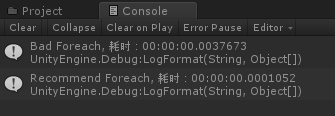 Project
Console
Clear
Collapse
Clear on Play
Error Pause
Editor
Bad Foreach, 耗时 : 00:00:00.0037673
UnityEngine.Debug:LogFormat(String, Object[])
Recommend Foreach, 耗时 : 00:00:00.0001052
UnityEngine.Debug:LogFormat(String, Object[])